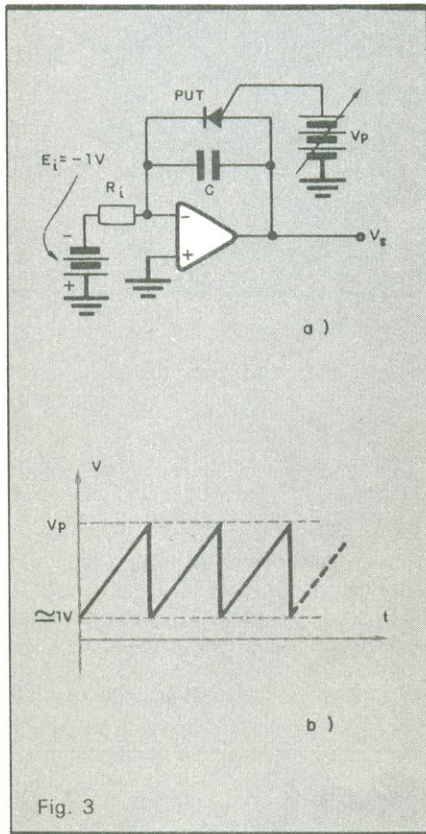 PUT
Vp
Ei = -1V
Ri
C
-
-
+
+
Vs
a )
V
Vp
≃1V
t
b )
Fig. 3